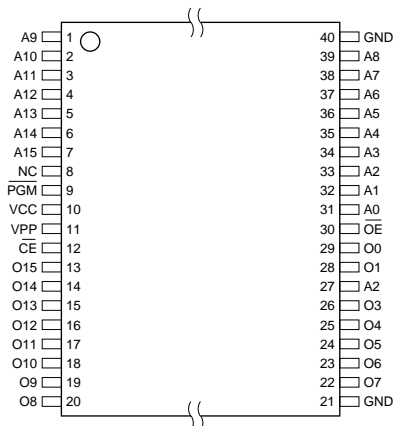 A9 1 40 GND
A10 2 39 A8
A11 3 38 A7
A12 4 37 A6
A13 5 36 A5
A14 6 35 A4
A15 7 34 A3
NC 8 33 A2
PGM 9 32 A1
VCC 10 31 A0
VPP 11 30 OE
CE 12 29 O0
O15 13 28 O1
O14 14 27 A2
O13 15 26 O3
O12 16 25 O4
O11 17 24 O5
O10 18 23 O6
O9 19 22 O7
O8 20 21 GND